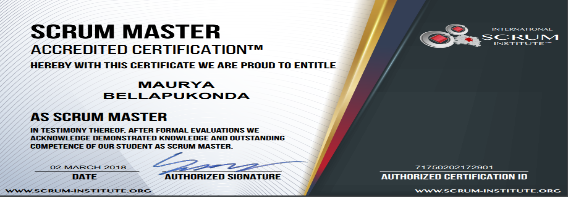 SCRUM MASTER
ACCREDITED CERTIFICATION™
HEREBY WITH THIS CERTIFICATE WE ARE PROUD TO ENTITLE
MAURYA
BELLAPUKONDA
AS SCRUM MASTER
IN TESTIMONY THEREOF. AFTER FORMAL EVALUATIONS WE
ACKNOWLEDGE DEMONSTRATED KNOWLEDGE AND OUTSTANDING
COMPETENCE OF OUR STUDENT AS SCRUM MASTER.
02 MARCH 2018
DATE
AUTHORIZED SIGNATURE
WWW.SCRUM-INSTITUTE.ORG
INTERNATIONAL
SCRUM
INSTITUTE™
71750202172901
AUTHORIZED CERTIFICATION ID
WWW.SCRUM-INSTITUTE.ORG